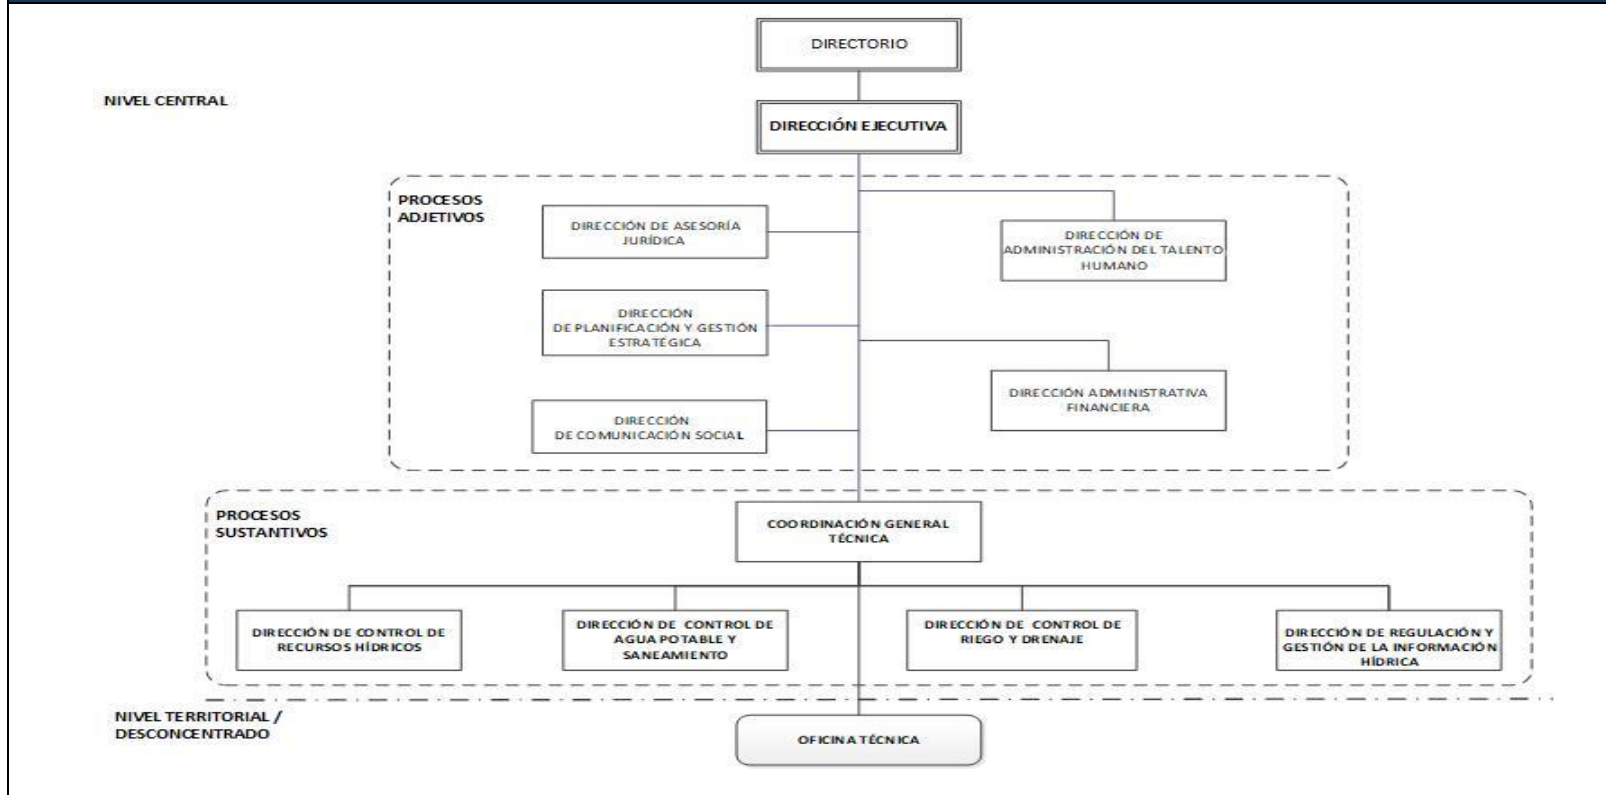 DIRECTORIO
NIVEL CENTRAL
DIRECCIÓN EJECUTIVA
PROCESOS
ADJETIVOS
DIRECCIÓN DE ASESORÍA
JURÍDICA
DIRECCIÓN DE
ADMINISTRACIÓN DEL TALENTO
HUMANO
DIRECCIÓN
DE PLANIFICACIÓN Y GESTIÓN
ESTRATÉGICA
DIRECCIÓN ADMINISTRATIVA
FINANCIERA
DIRECCIÓN
DE COMUNICACIÓN SOCIAL
PROCESOS
SUSTANTIVOS
COORDINACIÓN GENERAL
TÉCNICA
DIRECCIÓN DE CONTROL DE
RECURSOS HÍDRICOS
DIRECCIÓN DE CONTROL DE
AGUA POTABLE Y
SANEAMIENTO
DIRECCIÓN DE CONTROL DE
RIEGO Y DRENAJE
DIRECCIÓN DE REGULACIÓN Y
GESTIÓN DE LA INFORMACIÓN
HÍDRICA
NIVEL TERRITORIAL /
DESCONCENTRADO
OFICINA TÉCNICA